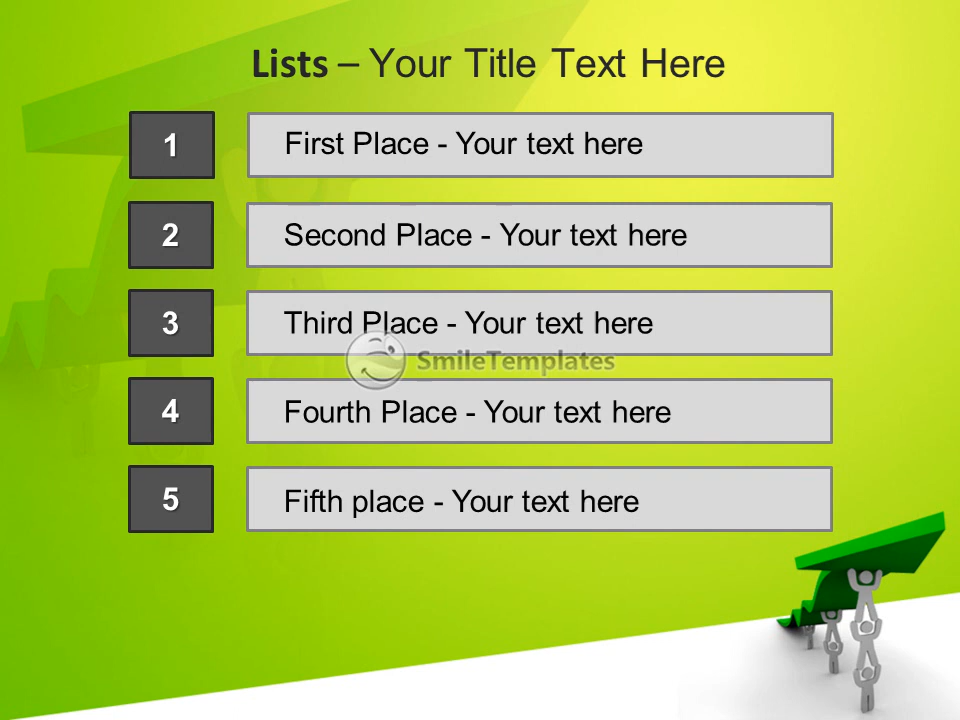 Lists – Your Title Text Here
1 First Place - Your text here
2 Second Place - Your text here
3 Third Place - Your text here
SmileTemplates
4 Fourth Place - Your text here
5 Fifth place - Your text here